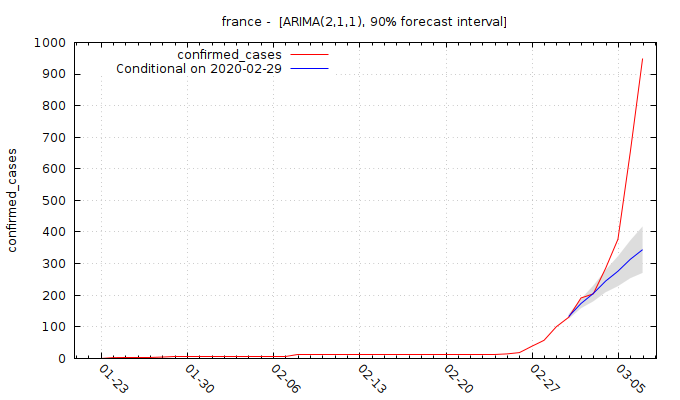 france -  [ARIMA(2,1,1), 90% forecast interval]
confirmed_cases
Conditional on 2020-02-29
1000
900
800
700
600
500
400
300
200
100
0
confirmed_cases
01-23 01-30 02-06 02-13 02-20 02-27 03-05